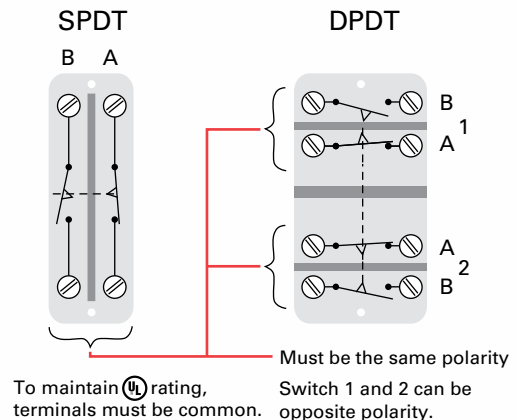 SPDT
B A
DPDT
B
1
A
A
2
B
Must be the same polarity
To maintain UL rating,
terminals must be common.
Switch 1 and 2 can be
opposite polarity.